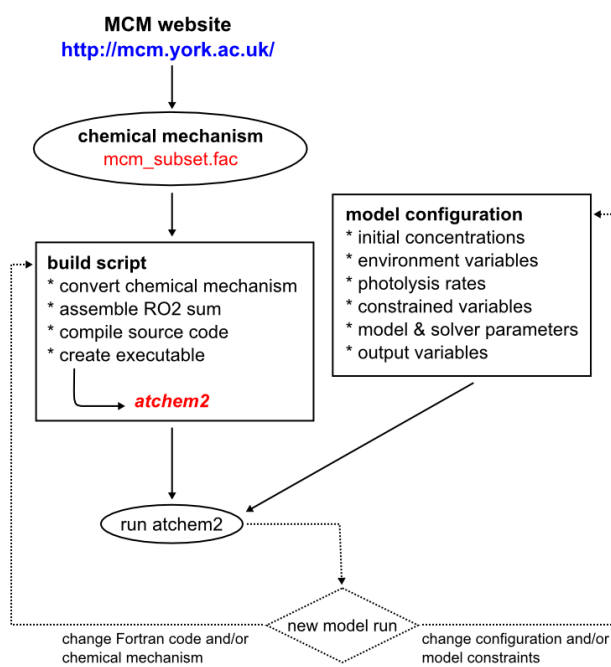 MCM website
http://mcm.york.ac.uk/
chemical mechanism
mcm_subset.fac
build script
* convert chemical mechanism
* assemble RO2 sum
* compile source code
* create executable
atchem2
model configuration
* initial concentrations
* environment variables
* photolysis rates
* constrained variables
* model & solver parameters
* output variables
run atchem2
new model run
change Fortran code and/or
chemical mechanism
change configuration and/or
model constraints